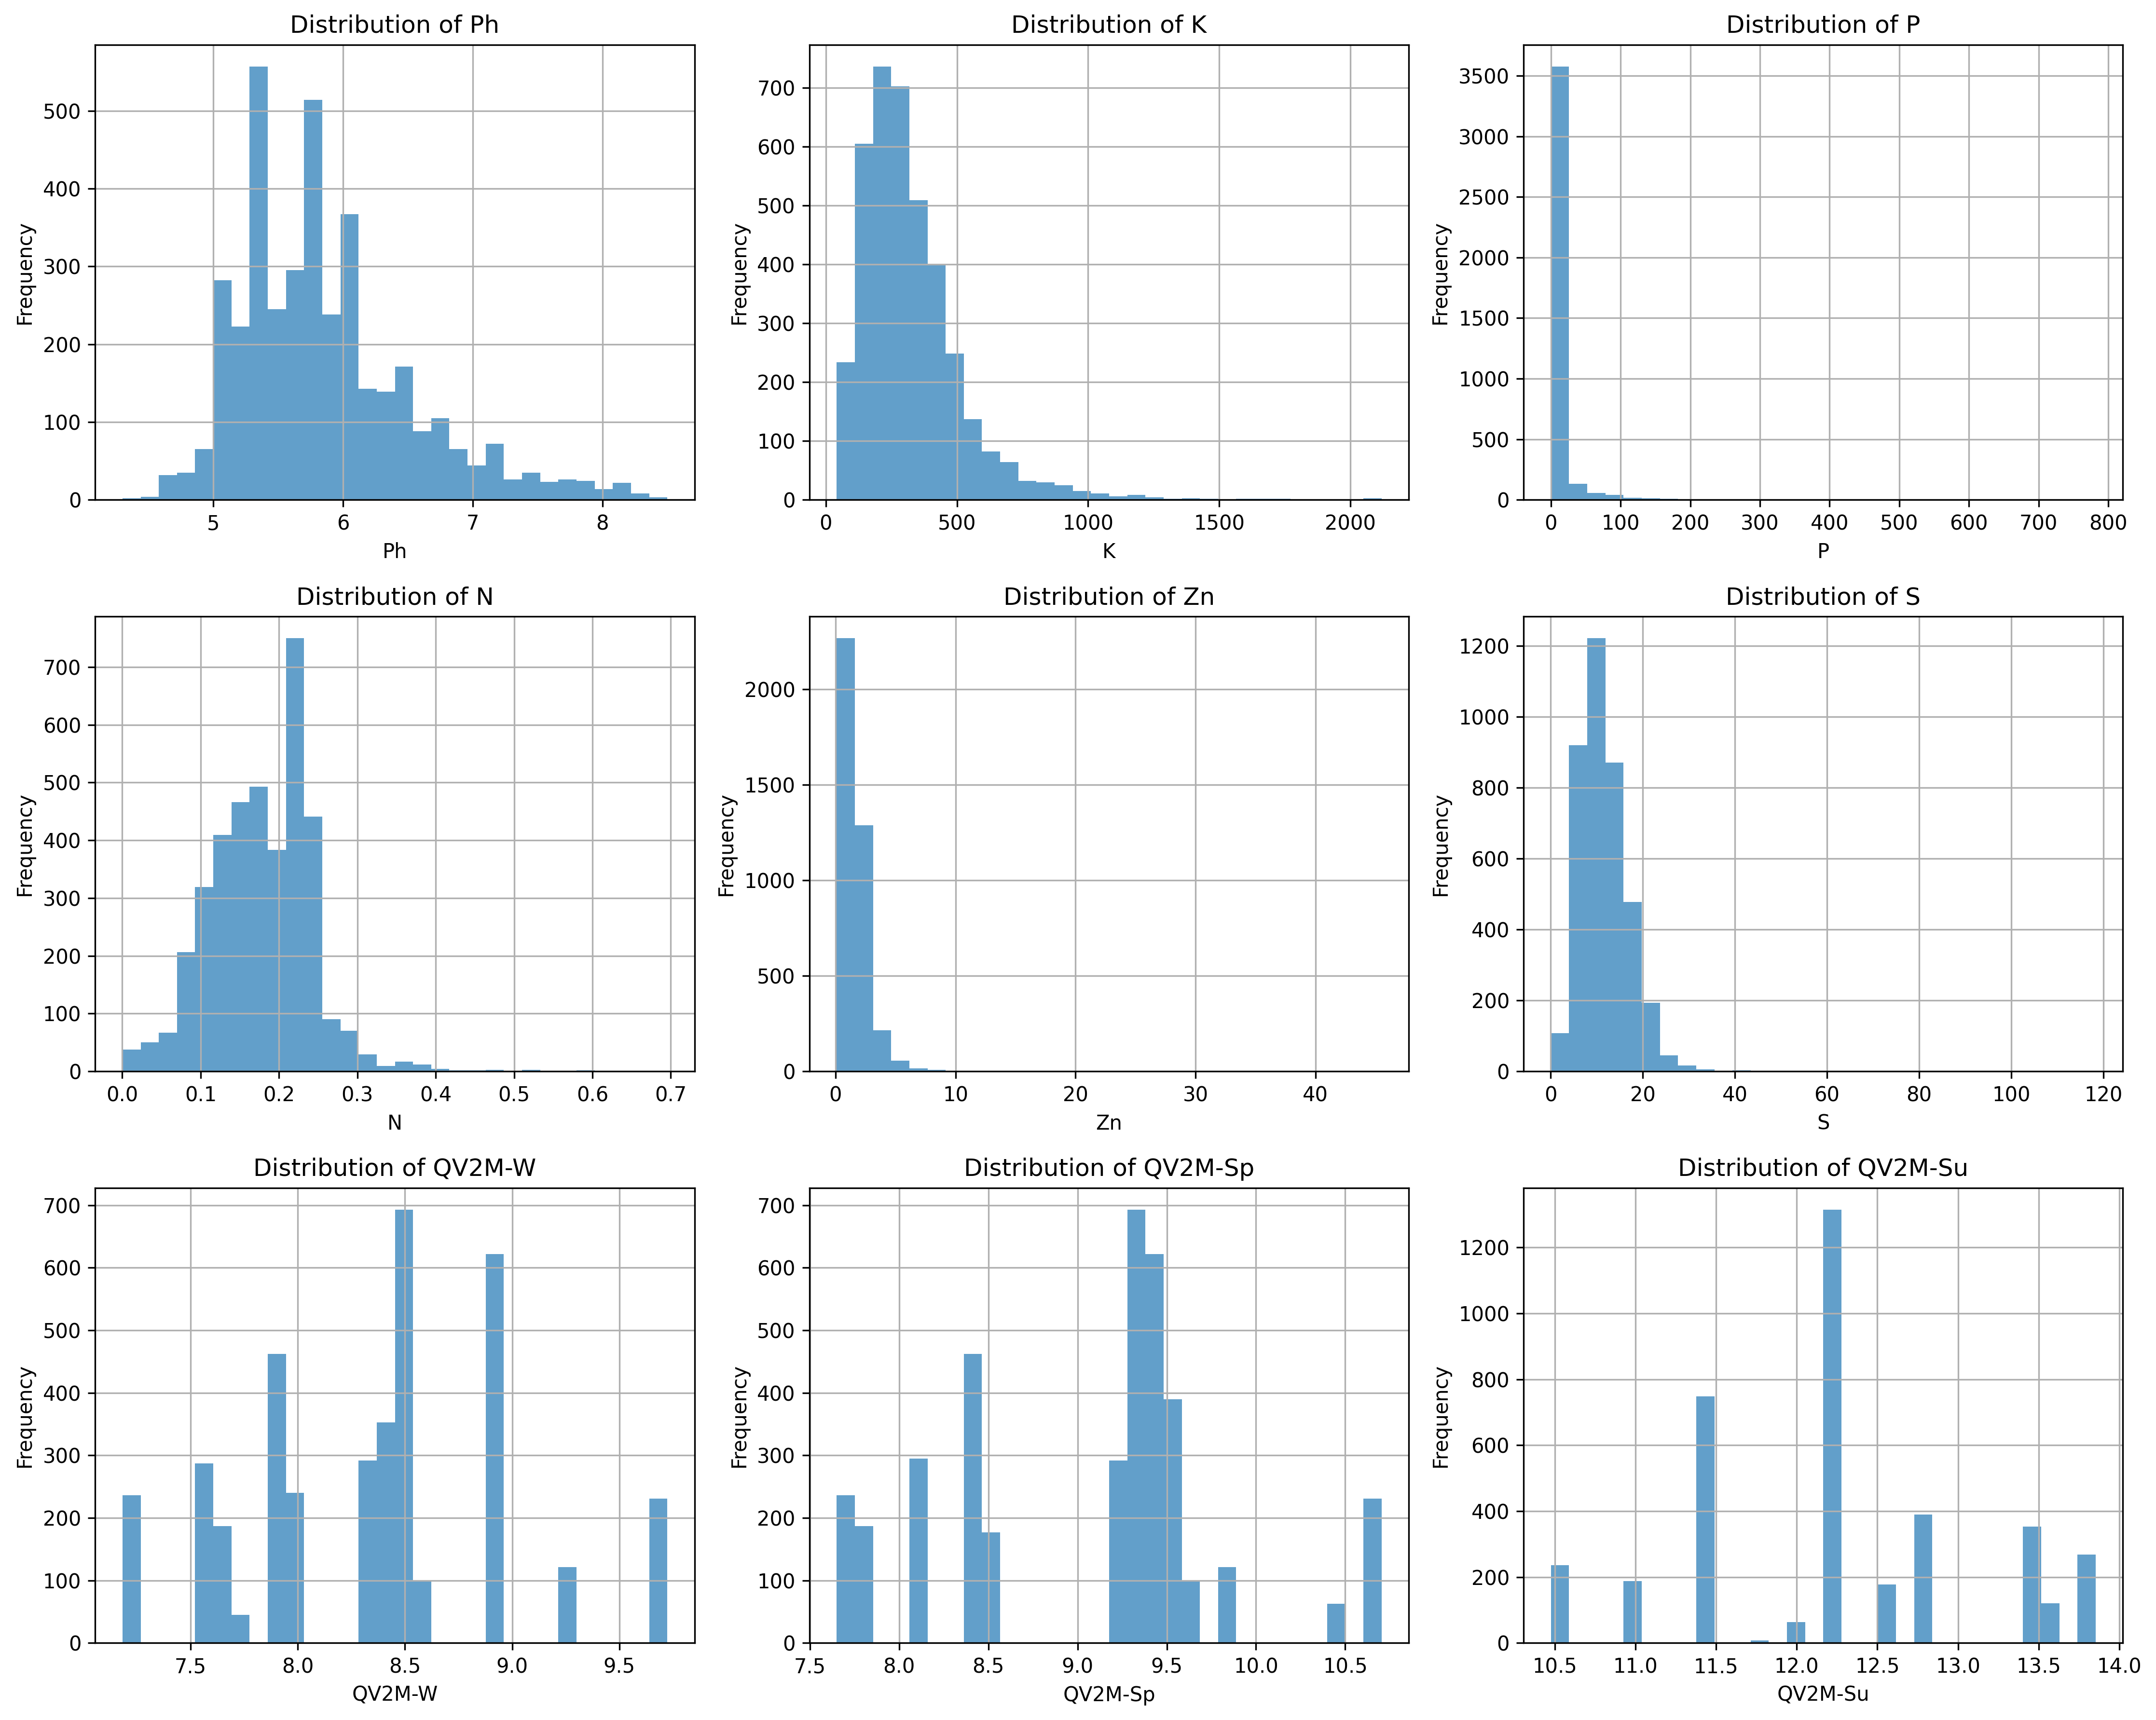 Distribution of Ph
Distribution of K
Distribution of P
Frequency
500
400
300
200
100
0
5 6 7 8
Ph
Frequency
700
600
500
400
300
200
100
0
0 500 1000 1500 2000
K
Frequency
3500
3000
2500
2000
1500
1000
500
0
0 100 200 300 400 500 600 700 800
P
Distribution of N
Distribution of Zn
Distribution of S
Frequency
700
600
500
400
300
200
100
0
0.0 0.1 0.2 0.3 0.4 0.5 0.6 0.7
N
Frequency
2000
1500
1000
500
0
0 10 20 30 40
Zn
Frequency
1200
1000
800
600
400
200
0
0 20 40 60 80 100 120
S
Distribution of QV2M-W
Distribution of QV2M-Sp
Distribution of QV2M-Su
Frequency
700
600
500
400
300
200
100
0
7.5 8.0 8.5 9.0 9.5
QV2M-W
Frequency
700
600
500
400
300
200
100
0
7.5 8.0 8.5 9.0 9.5 10.0 10.5
QV2M-Sp
Frequency
1200
1000
800
600
400
200
0
10.5 11.0 11.5 12.0 12.5 13.0 13.5 14.0
QV2M-Su